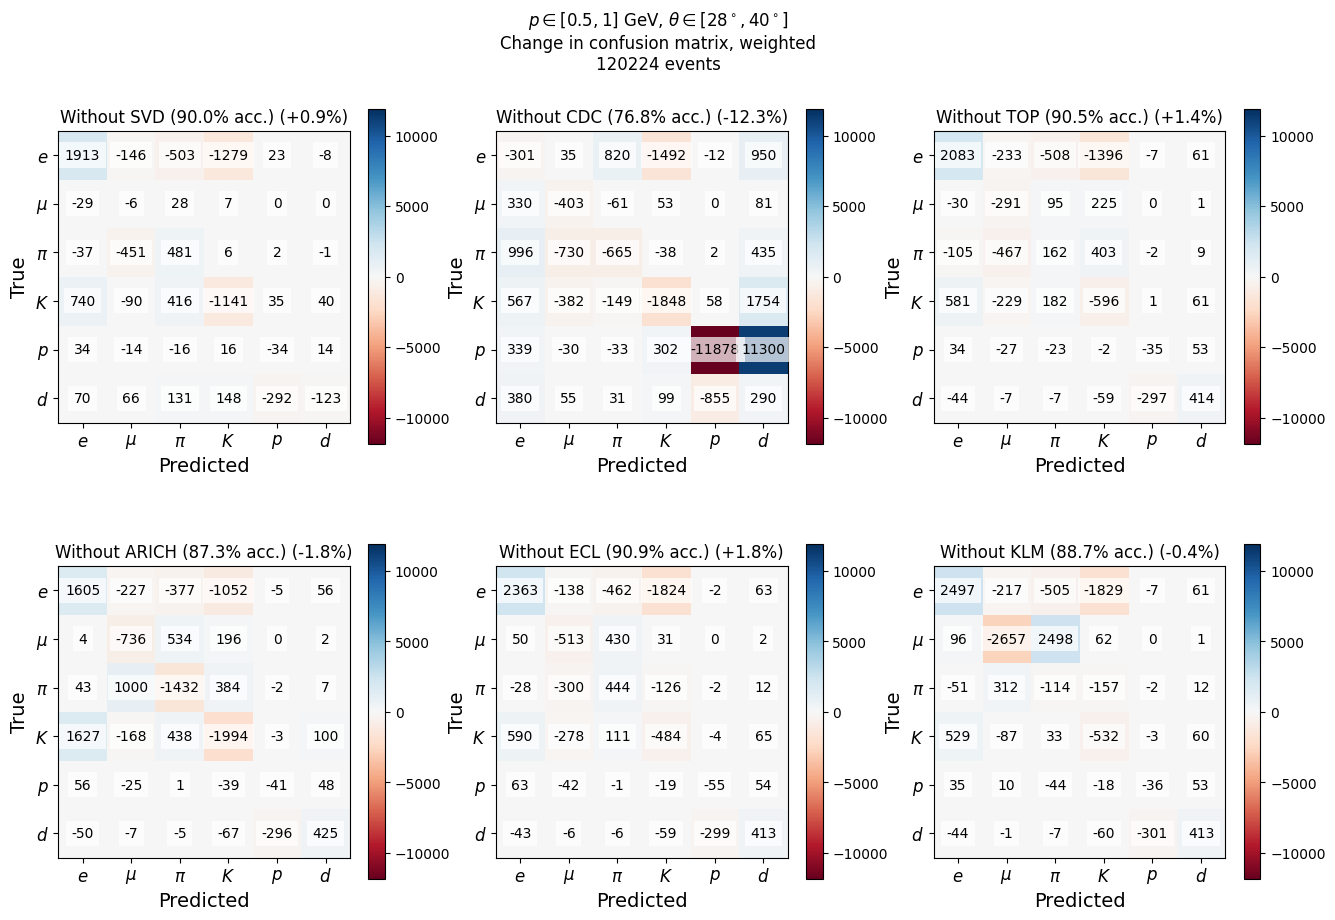 p ∈ [0.5, 1] GeV, θ ∈ [28°, 40°]
Change in confusion matrix, weighted
120224 events
Without SVD (90.0% acc.) (+0.9%)
e 1913 -146 -503 -1279 23 -8
μ -29 -6 28 7 0 0
π -37 -451 481 6 2 -1
K 740 -90 416 -1141 35 40
p 34 -14 -16 16 -34 14
d 70 66 131 148 -292 -123
e μ π K p d
Predicted
True
10000
5000
0
−5000
−10000
Without CDC (76.8% acc.) (-12.3%)
e -301 35 820 -1492 -12 950
μ 330 -403 -61 53 0 81
π 996 -730 -665 -38 2 435
K 567 -382 -149 -1848 58 1754
p 339 -30 -33 302 -11878 11300
d 380 55 31 99 -855 290
e μ π K p d
Predicted
True
10000
5000
0
−5000
−10000
Without TOP (90.5% acc.) (+1.4%)
e 2083 -233 -508 -1396 -7 61
μ -30 -291 95 225 0 1
π -105 -467 162 403 -2 9
K 581 -229 182 -596 1 61
p 34 -27 -23 -2 -35 53
d -44 -7 -7 -59 -297 414
e μ π K p d
Predicted
True
10000
5000
0
−5000
−10000
Without ARICH (87.3% acc.) (-1.8%)
e 1605 -227 -377 -1052 -5 56
μ 4 -736 534 196 0 2
π 43 1000 -1432 384 -2 7
K 1627 -168 438 -1994 -3 100
p 56 -25 1 -39 -41 48
d -50 -7 -5 -67 -296 425
e μ π K p d
Predicted
True
10000
5000
0
−5000
−10000
Without ECL (90.9% acc.) (+1.8%)
e 2363 -138 -462 -1824 -2 63
μ 50 -513 430 31 0 2
π -28 -300 444 -126 -2 12
K 590 -278 111 -484 -4 65
p 63 -42 -1 -19 -55 54
d -43 -6 -6 -59 -299 413
e μ π K p d
Predicted
True
10000
5000
0
−5000
−10000
Without KLM (88.7% acc.) (-0.4%)
e 2497 -217 -505 -1829 -7 61
μ 96 -2657 2498 62 0 1
π -51 312 -114 -157 -2 12
K 529 -87 33 -532 -3 60
p 35 10 -44 -18 -36 53
d -44 -1 -7 -60 -301 413
e μ π K p d
Predicted
True
10000
5000
0
−5000
−10000